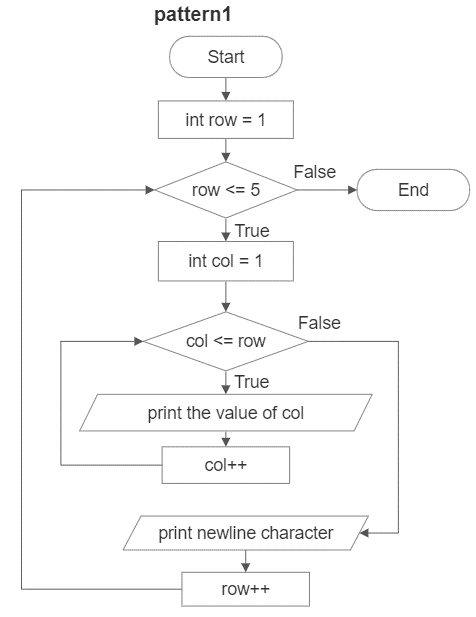 pattern1
Start
int row = 1
row <= 5
False
End
True
int col = 1
col <= row
False
True
print the value of col
col++
print newline character
row++